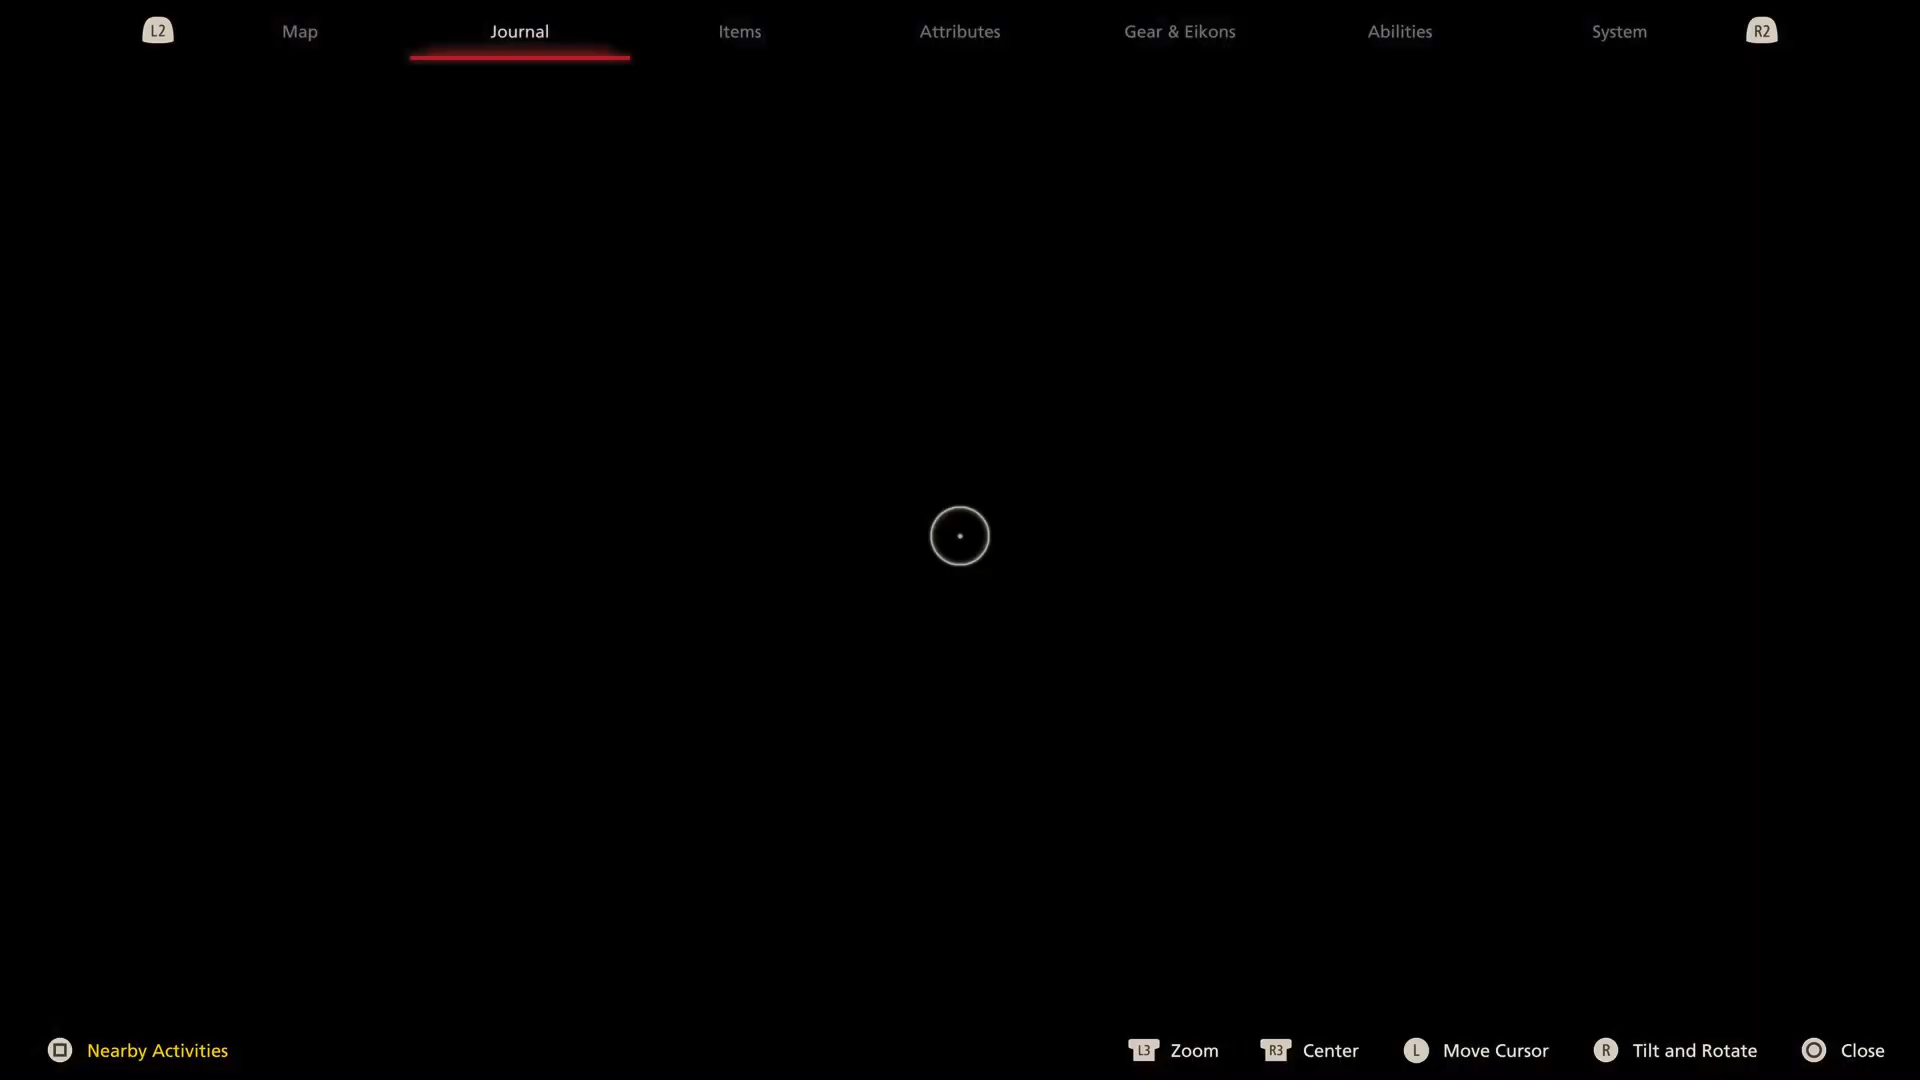 L2 Map Journal Items Attributes Gear & Eikons Abilities System R2
Nearby Activities L3 Zoom R3 Center L Move Cursor R Tilt and Rotate Close